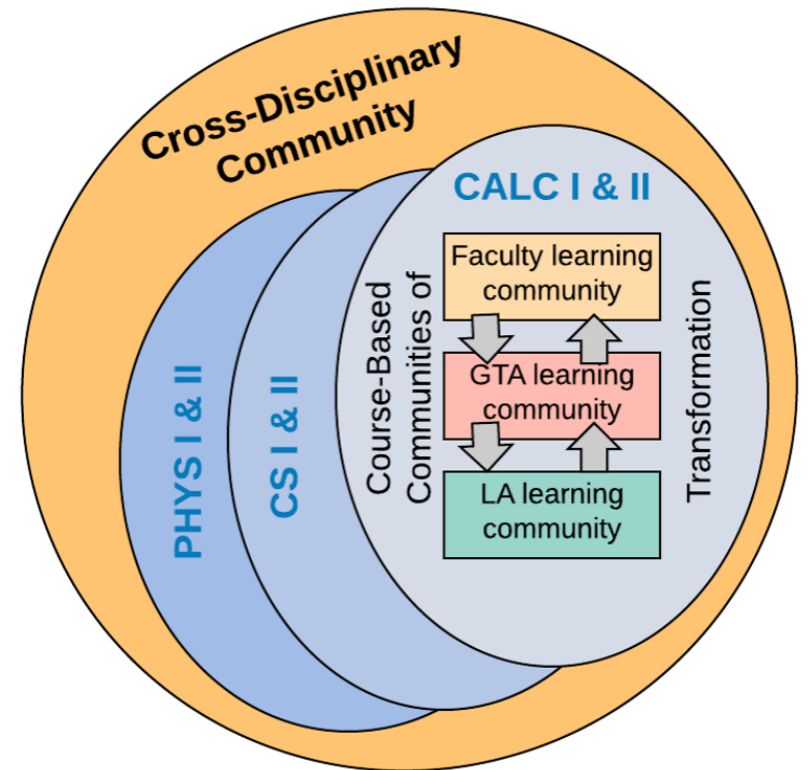 Cross-Disciplinary
Community
CALC I & II
PHYS I & II
CS I & II
Course-Based
Communities of
Transformation
Faculty learning
community
GTA learning
community
LA learning
community